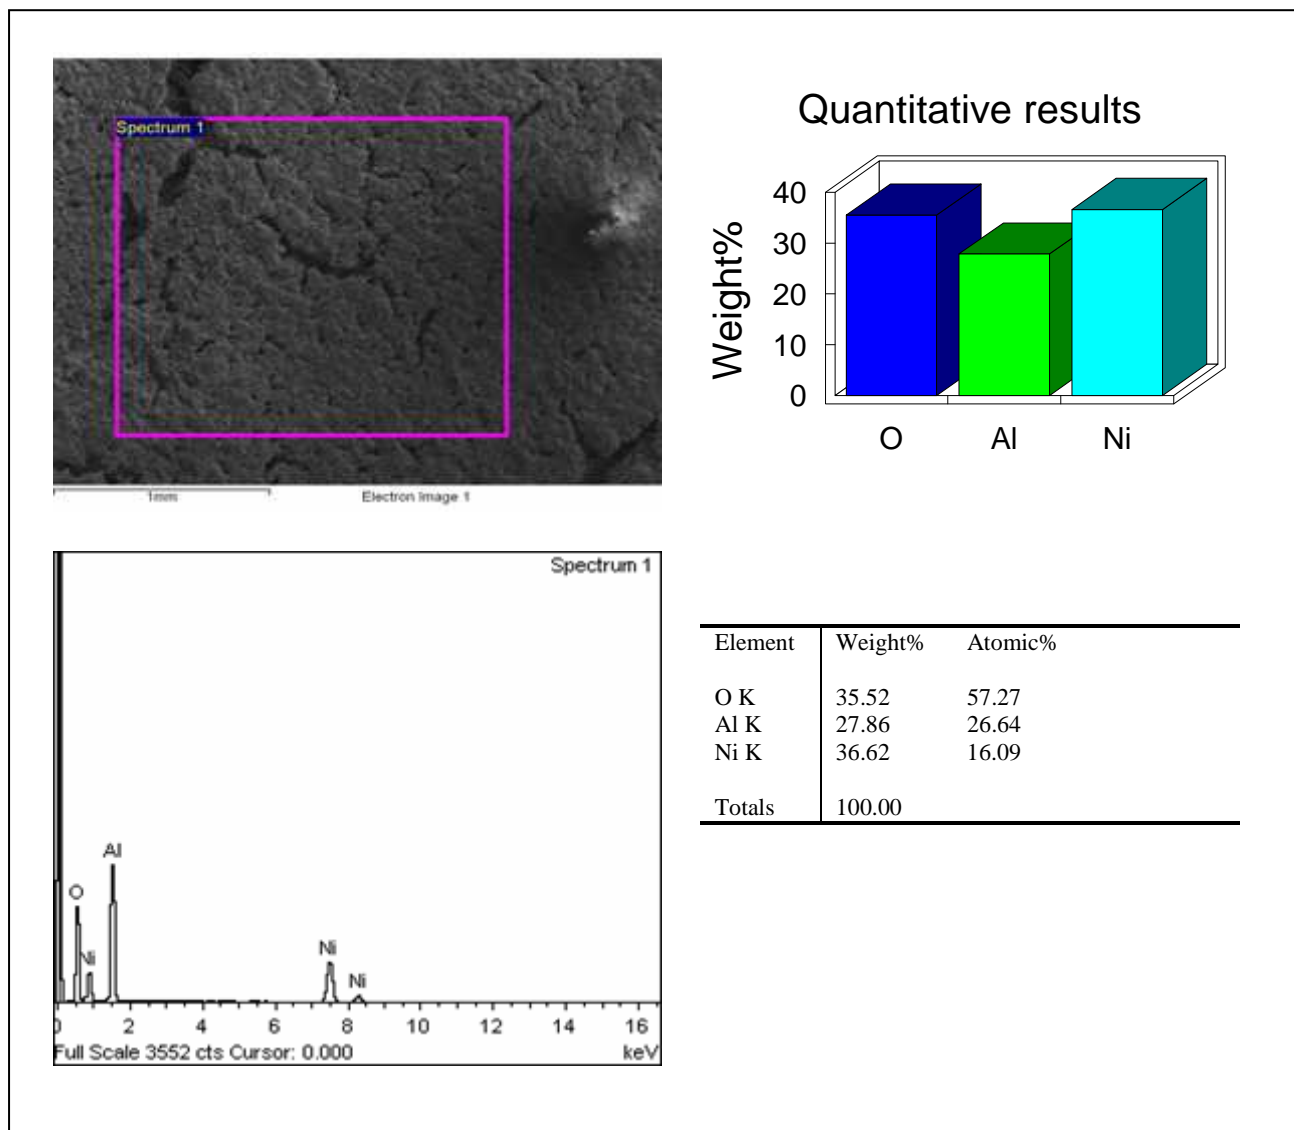 Spectrum 1
1mm
Electron Image 1
Quantitative results
Weight%
40
30
20
10
0
O
Al
Ni
Spectrum 1
O
Ni
Al
Ni
Ni
0 2 4 6 8 10 12 14 16
Full Scale 3552 cts Cursor: 0.000 keV
Element Weight% Atomic%
O K 35.52 57.27
Al K 27.86 26.64
Ni K 36.62 16.09
Totals 100.00